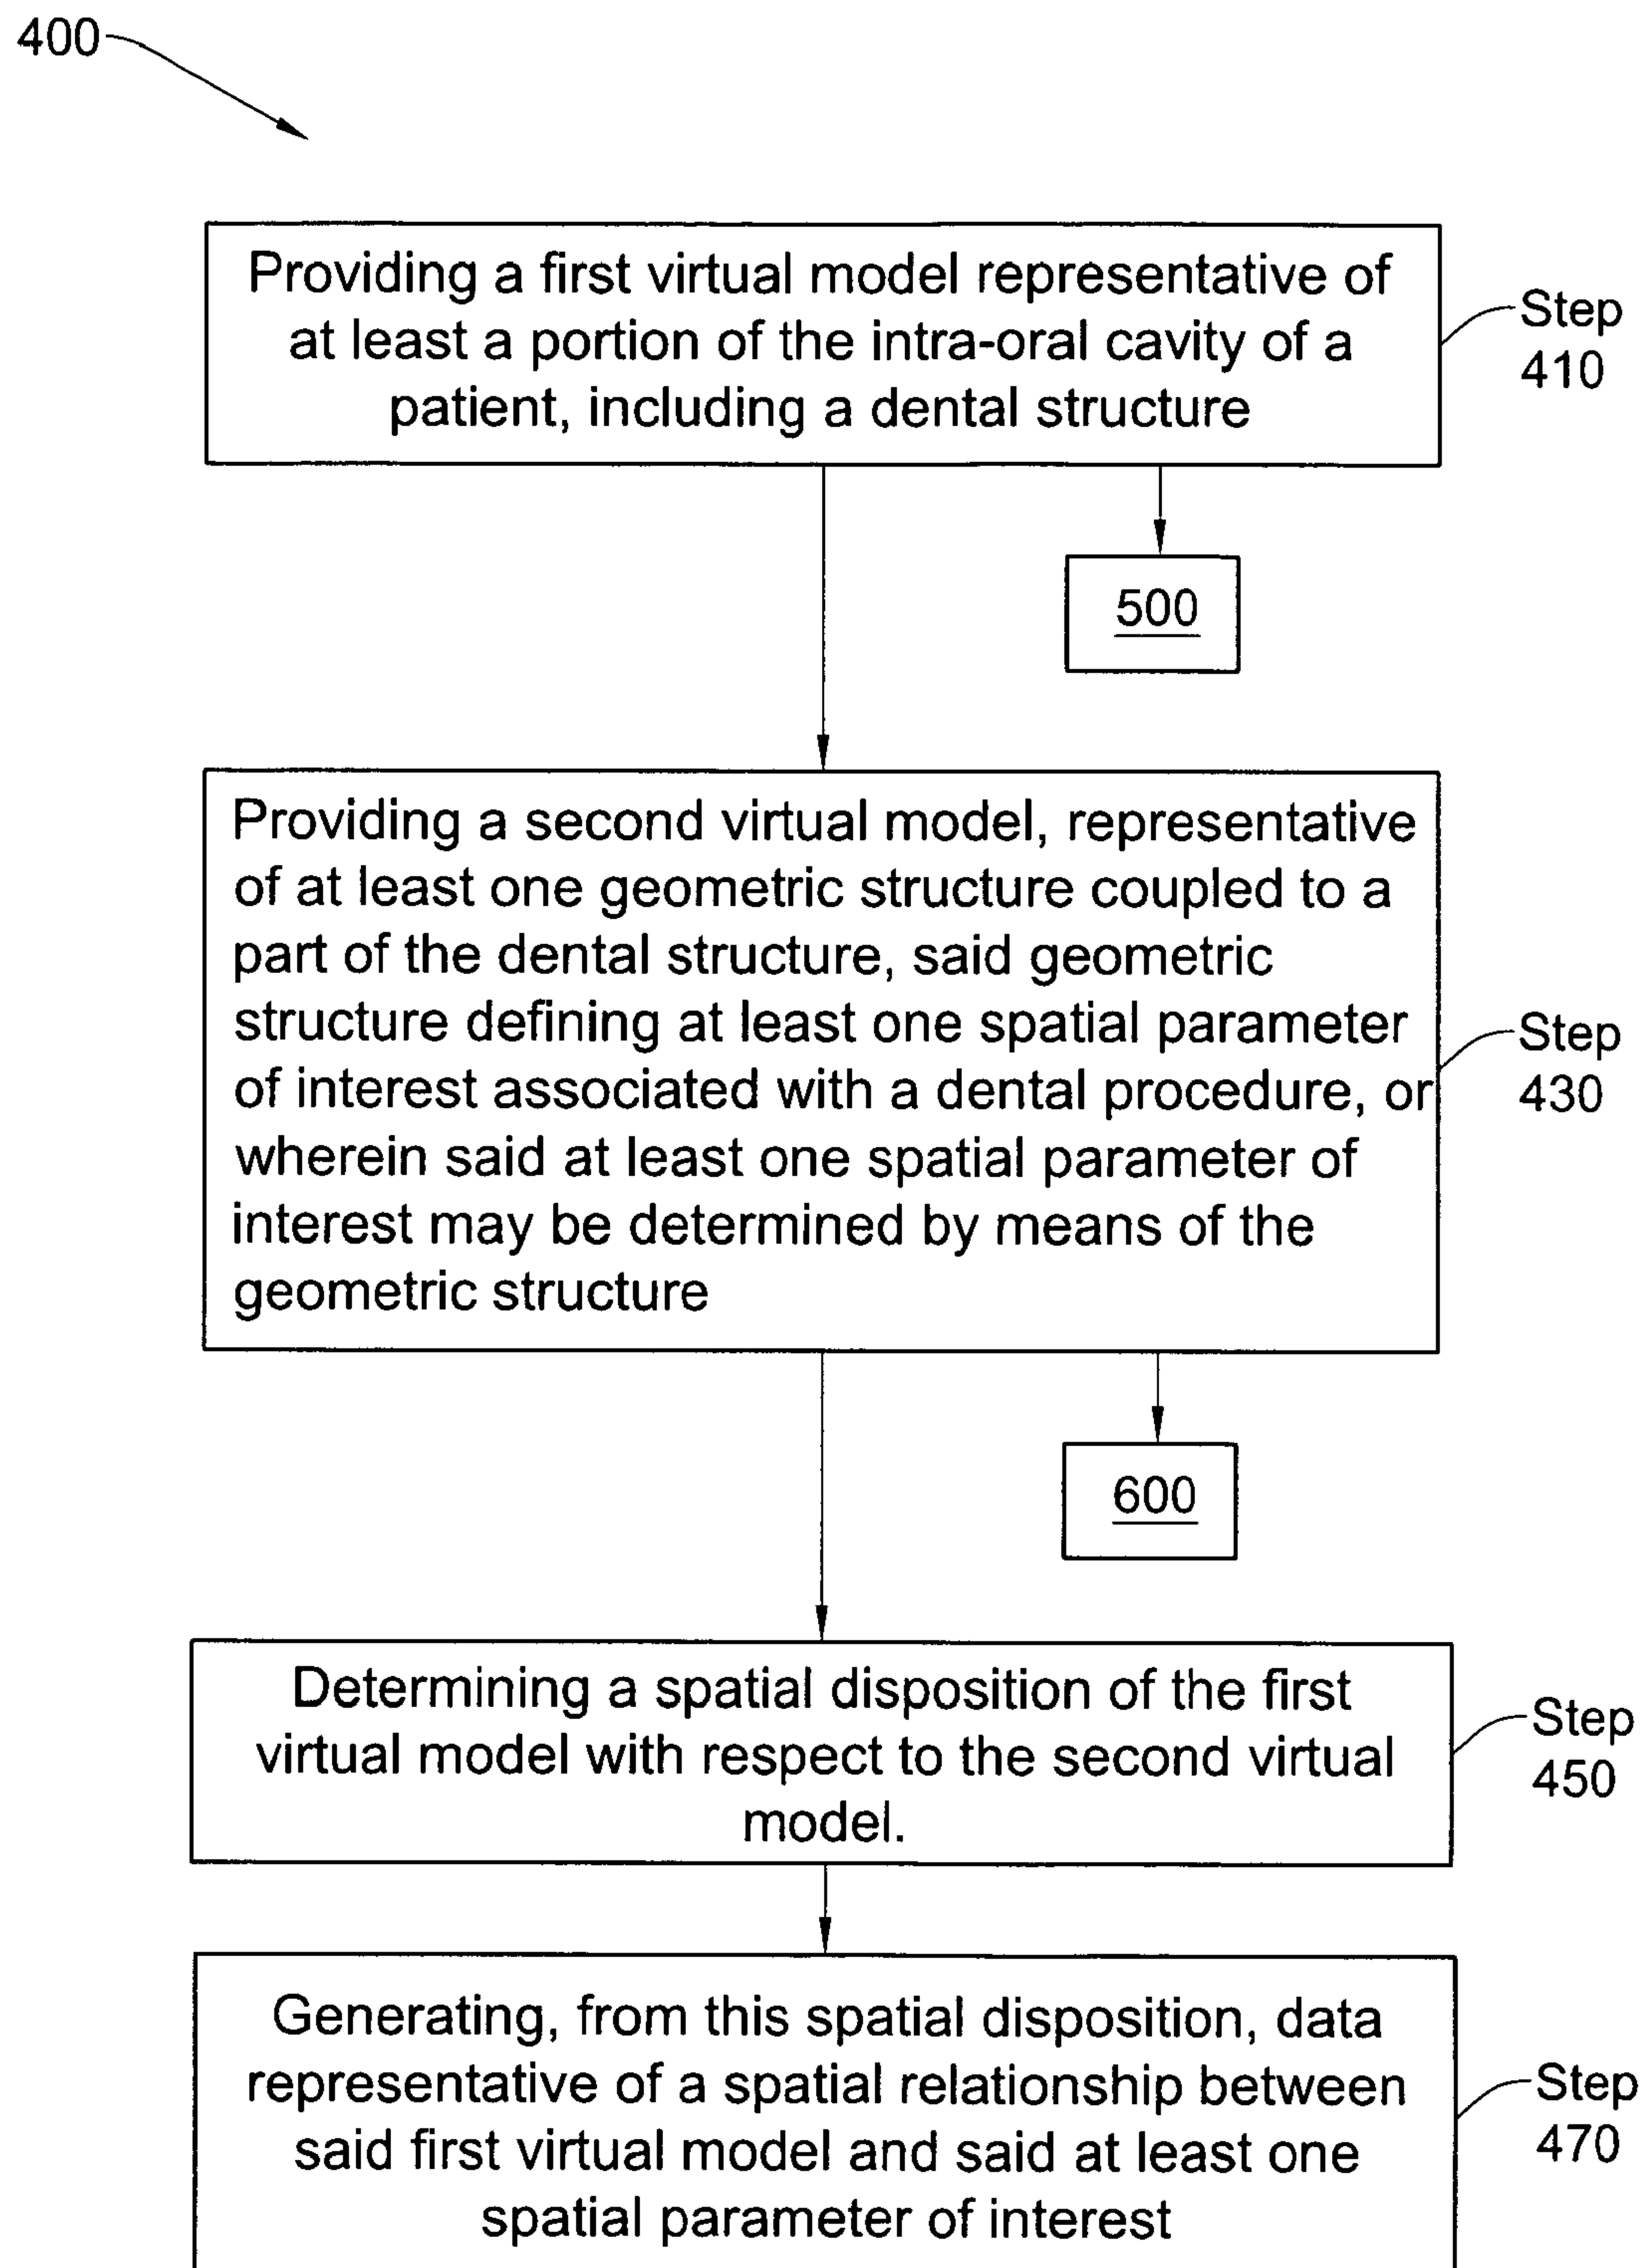 400
Providing a first virtual model representative of
at least a portion of the intra-oral cavity of a
patient, including a dental structure
Step
410
500
Providing a second virtual model, representative
of at least one geometric structure coupled to a
part of the dental structure, said geometric
structure defining at least one spatial parameter
of interest associated with a dental procedure, or
wherein said at least one spatial parameter of
interest may be determined by means of the
geometric structure
Step
430
600
Determining a spatial disposition of the first
virtual model with respect to the second virtual
model.
Step
450
Generating, from this spatial disposition, data
representative of a spatial relationship between
said first virtual model and said at least one
spatial parameter of interest
Step
470